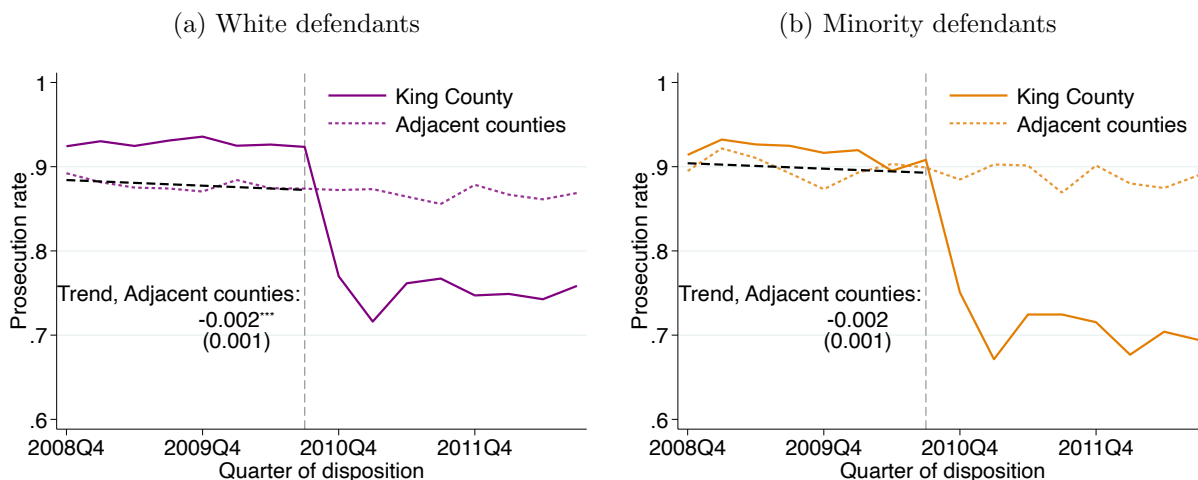 (a) White defendants
1
.9
.8
.7
.6
Prosecution rate
King County
Adjacent counties
Trend, Adjacent counties:
-0.002***
(0.001)
2008Q4 2009Q4 2010Q4 2011Q4
Quarter of disposition
(b) Minority defendants
1
.9
.8
.7
.6
Prosecution rate
King County
Adjacent counties
Trend, Adjacent counties:
-0.002
(0.001)
2008Q4 2009Q4 2010Q4 2011Q4
Quarter of disposition